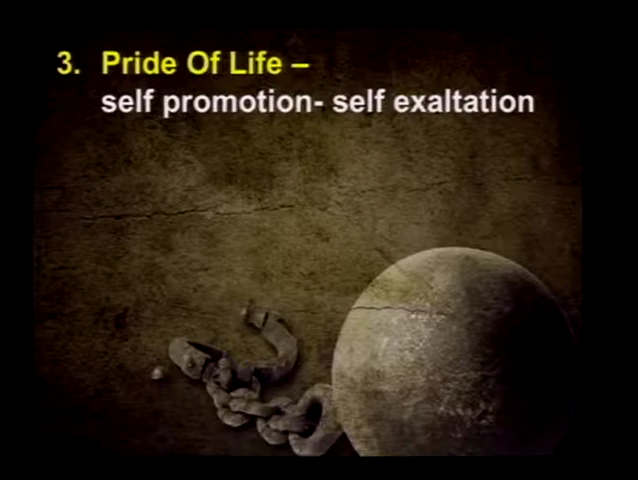 3. Pride Of Life –
self promotion- self exaltation